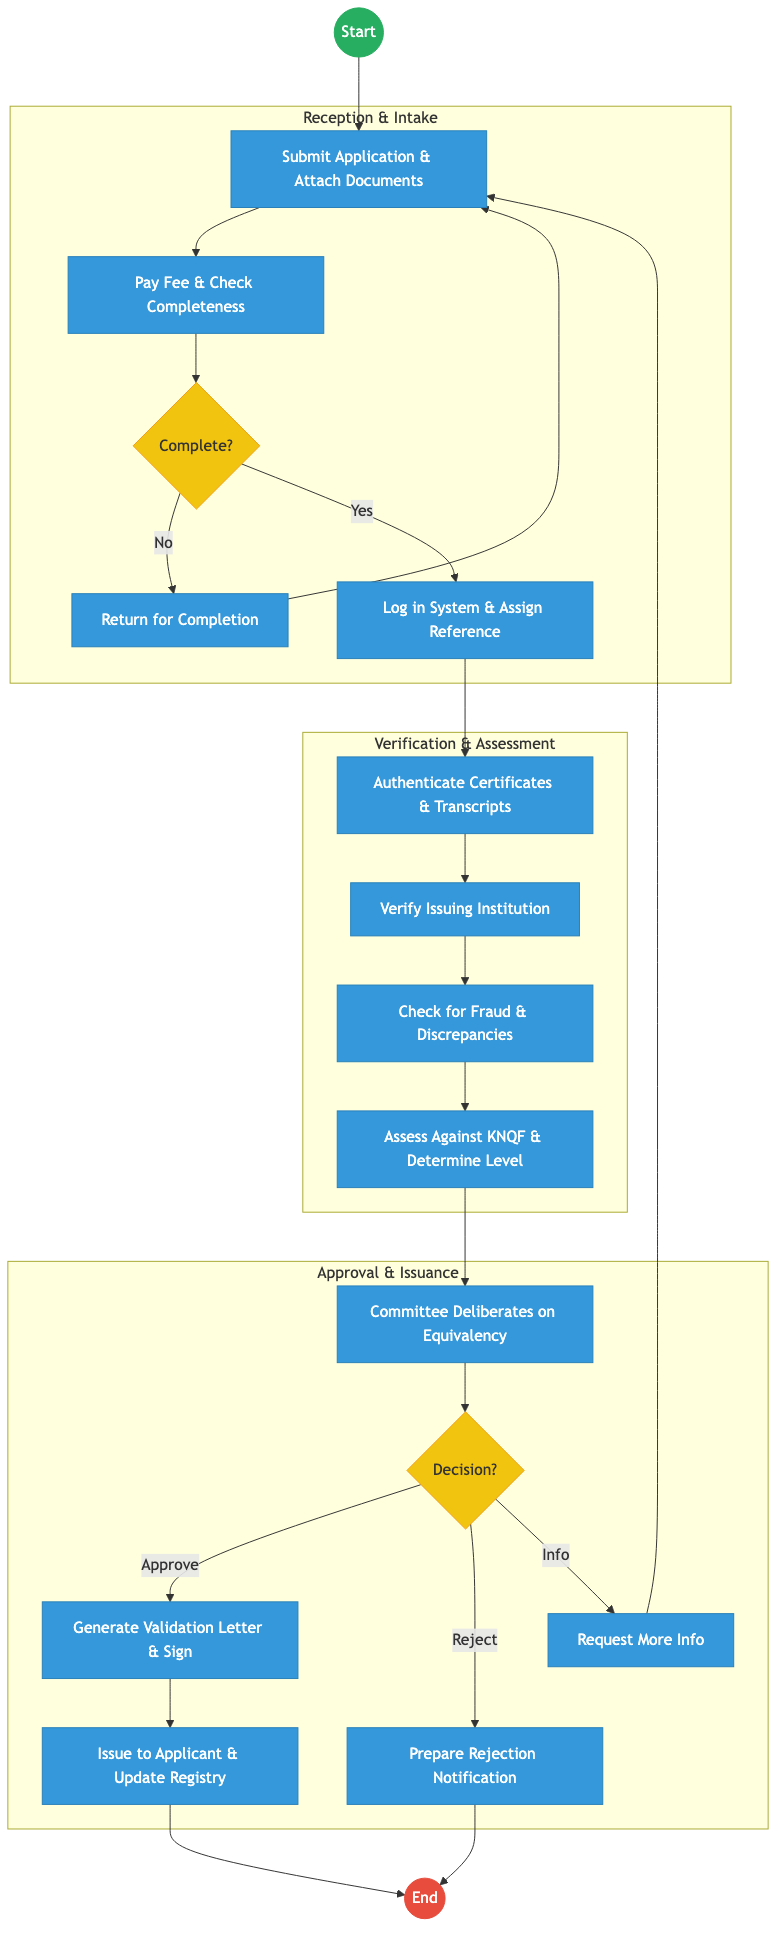 Start
Reception & Intake
Submit Application &
Attach Documents
Pay Fee & Check
Completeness
Complete?
Yes
No
Return for Completion
Log in System & Assign
Reference
Verification & Assessment
Authenticate Certificates
& Transcripts
Verify Issuing Institution
Check for Fraud &
Discrepancies
Assess Against KNQF &
Determine Level
Approval & Issuance
Committee Deliberates on
Equivalency
Decision?
Approve
Info
Reject
Generate Validation Letter
& Sign
Request More Info
Issue to Applicant &
Update Registry
Prepare Rejection
Notification
End